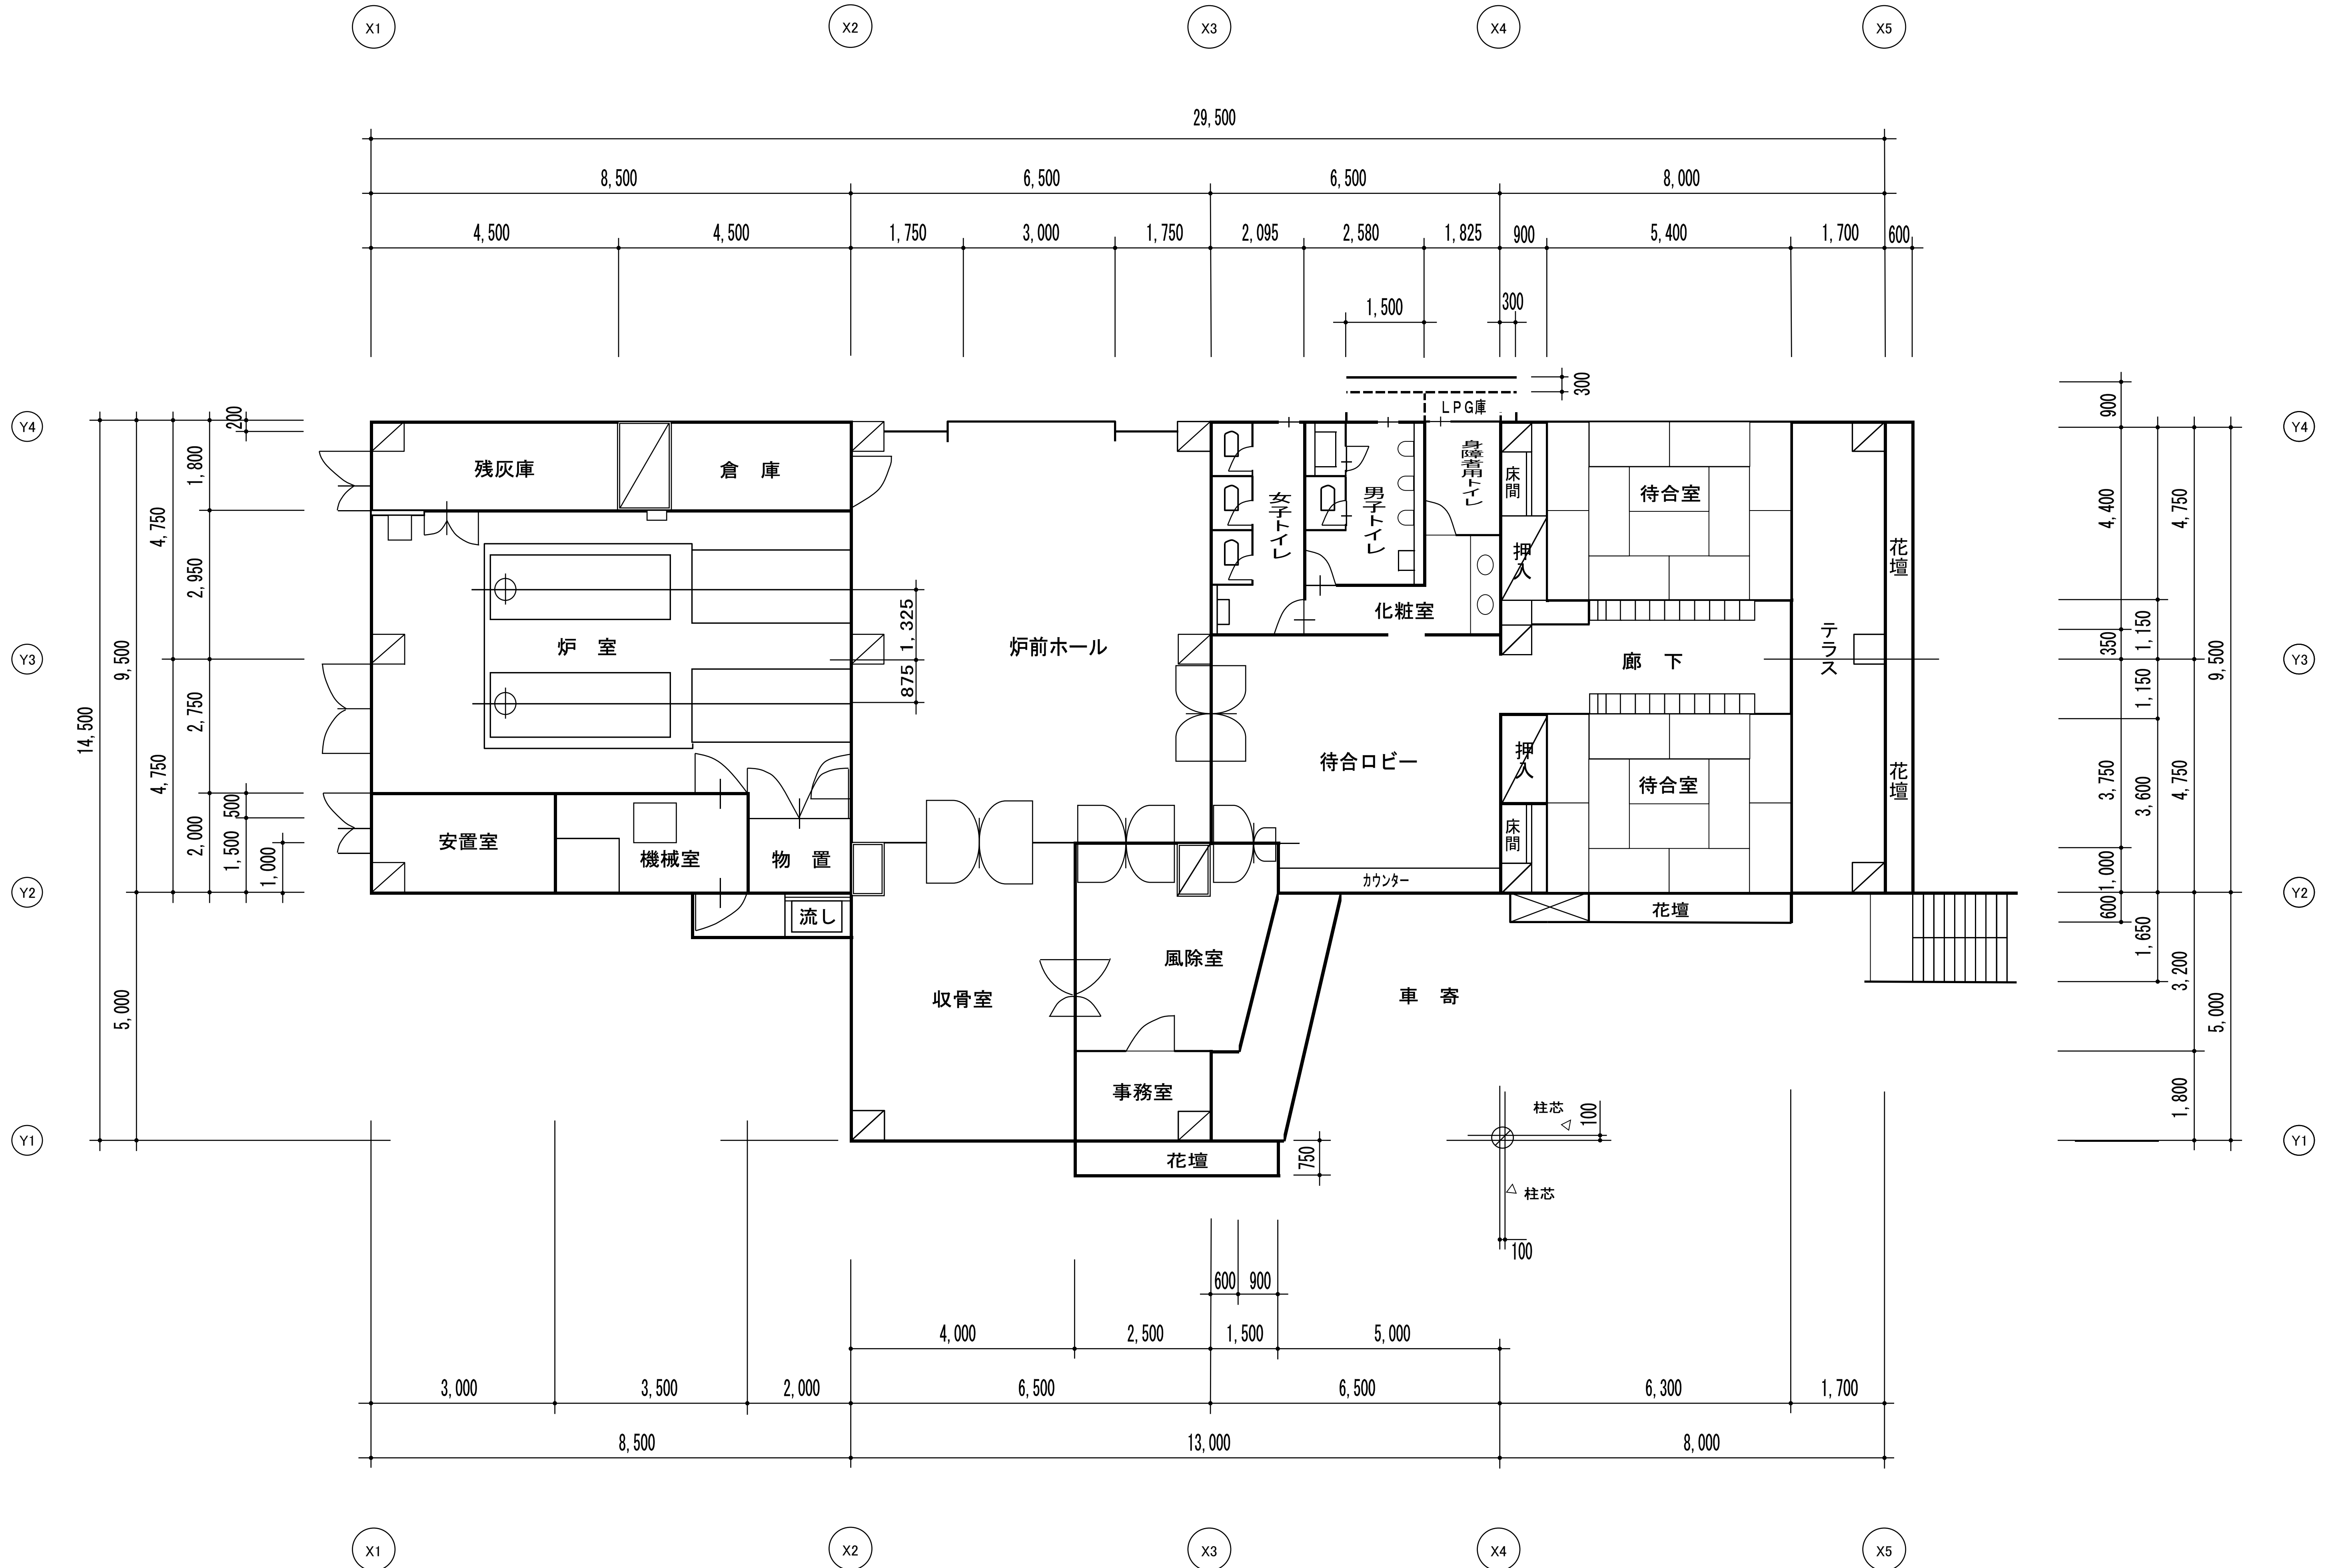 X1 X2 X3 X4 X5
29,500
8,500 6,500 6,500 8,000
4,500 4,500 1,750 3,000 1,750 2,095 2,580 1,825 900 5,400 1,700 600
1,500 300
300
LPG庫
Y4
Y3
Y2
Y1
14,500
9,500
5,000
4,750
4,750
1,800
2,950
2,750
2,000
200
500
1,500
1,000
残灰庫
倉 庫
炉 室
安置室
機械室
物 置
流し
1,325
875
炉前ホール
女子トイレ
男子トイレ
身障者用トイレ
化粧室
床間
押入
待合室
廊 下
テラス
花壇
花壇
待合ロビー
押入
待合室
床間
カウンター
花壇
収骨室
風除室
事務室
花壇
車 寄
750
柱芯
100
柱芯
100
900
4,400
350
3,750
1,000
600
1,150
1,150
3,600
1,650
4,750
4,750
3,200
1,800
9,500
5,000
Y4
Y3
Y2
Y1
600 900
4,000 2,500 1,500 5,000
3,000 3,500 2,000 6,500 6,500 6,300 1,700
8,500 13,000 8,000
X1 X2 X3 X4 X5